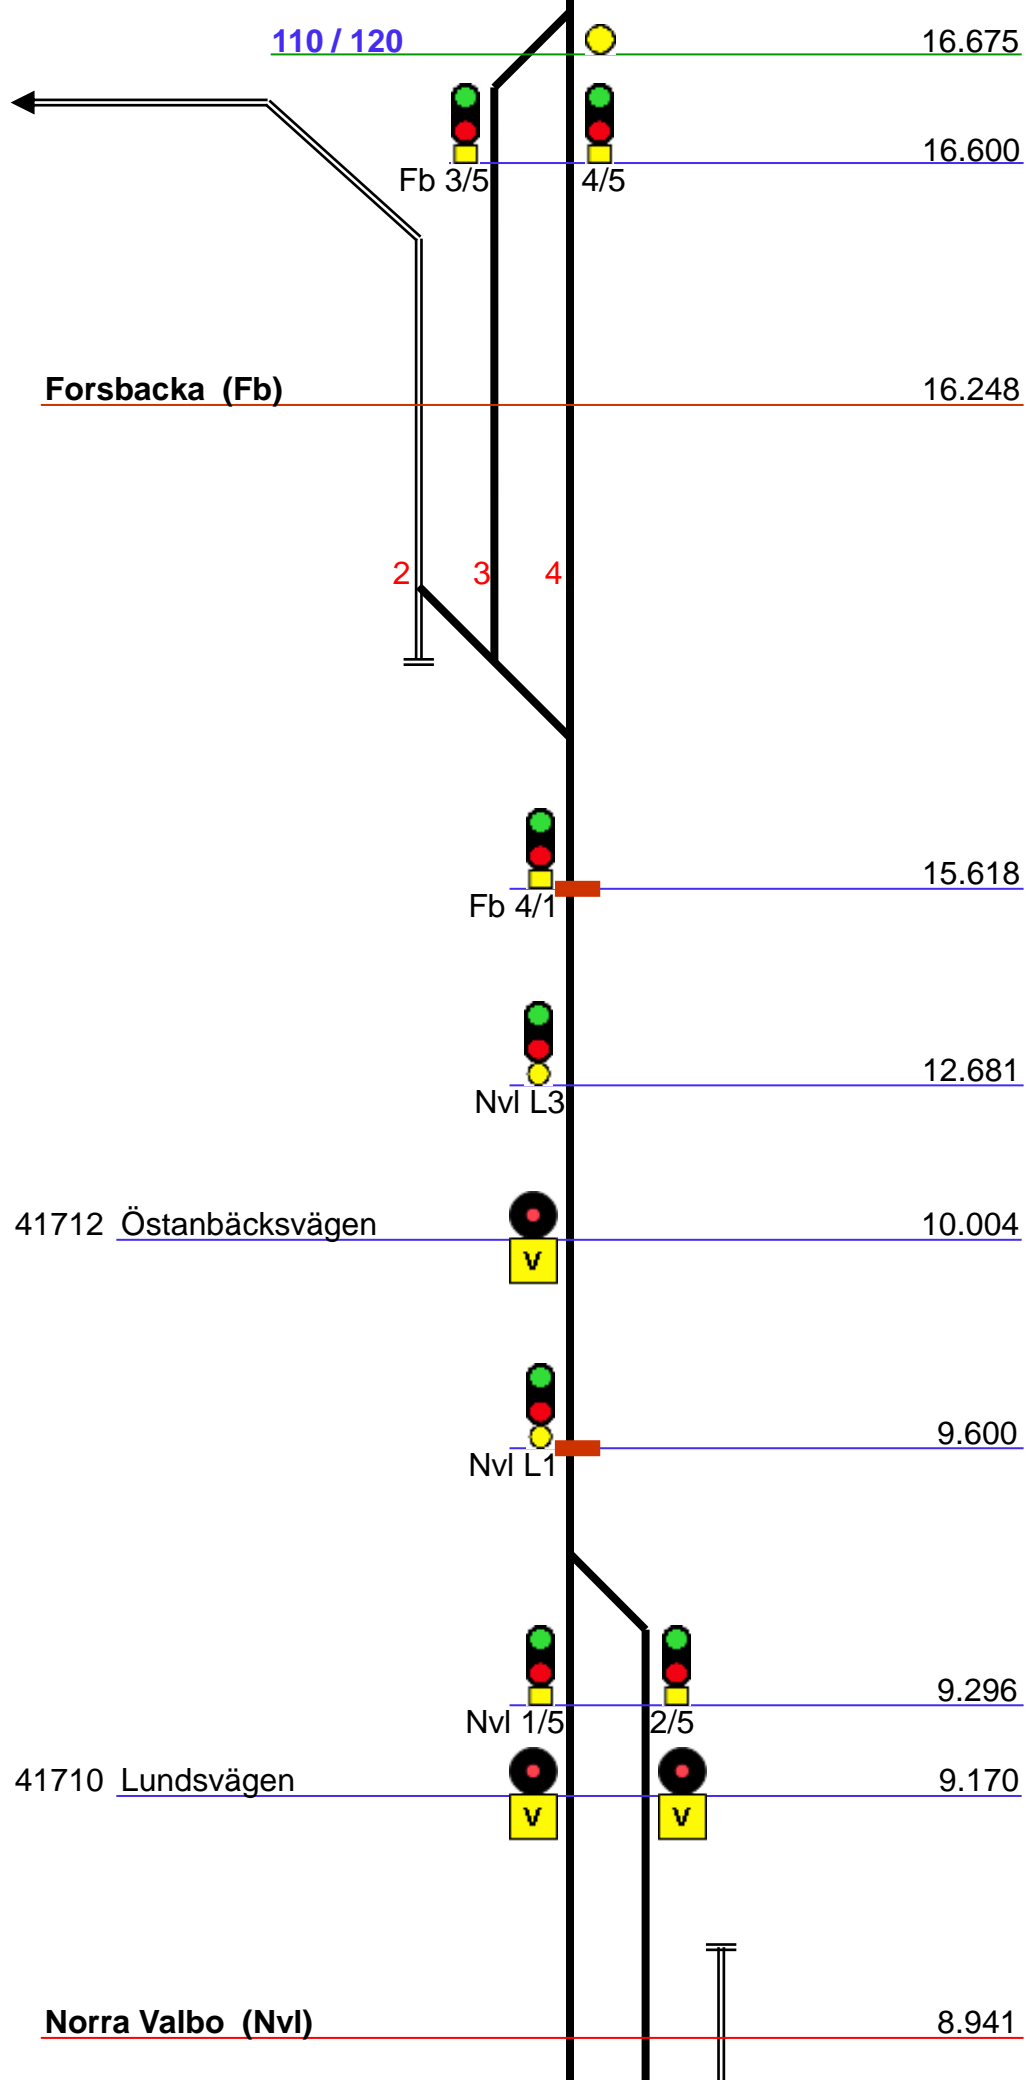 110 / 120 16.675
16.600
Fb 3/5 4/5
Forsbacka (Fb) 16.248
2 3 4
15.618
Fb 4/1
12.681
Nvl L3
41712 Östanbäcksvägen 10.004
V
9.600
Nvl L1
9.296
Nvl 1/5 2/5
41710 Lundsvägen 9.170
V V
Norra Valbo (Nvl) 8.941